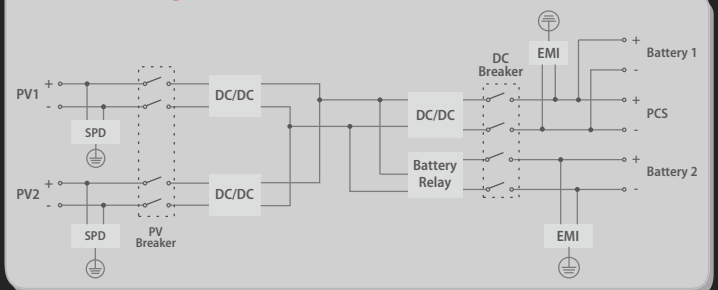 PV1
+
-
SPD
PV2
+
-
SPD
PV
Breaker
DC/DC
DC/DC
DC/DC
Battery
Relay
DC
Breaker
EMI
+
Battery 1
-
+
PCS
-
+
Battery 2
-
EMI